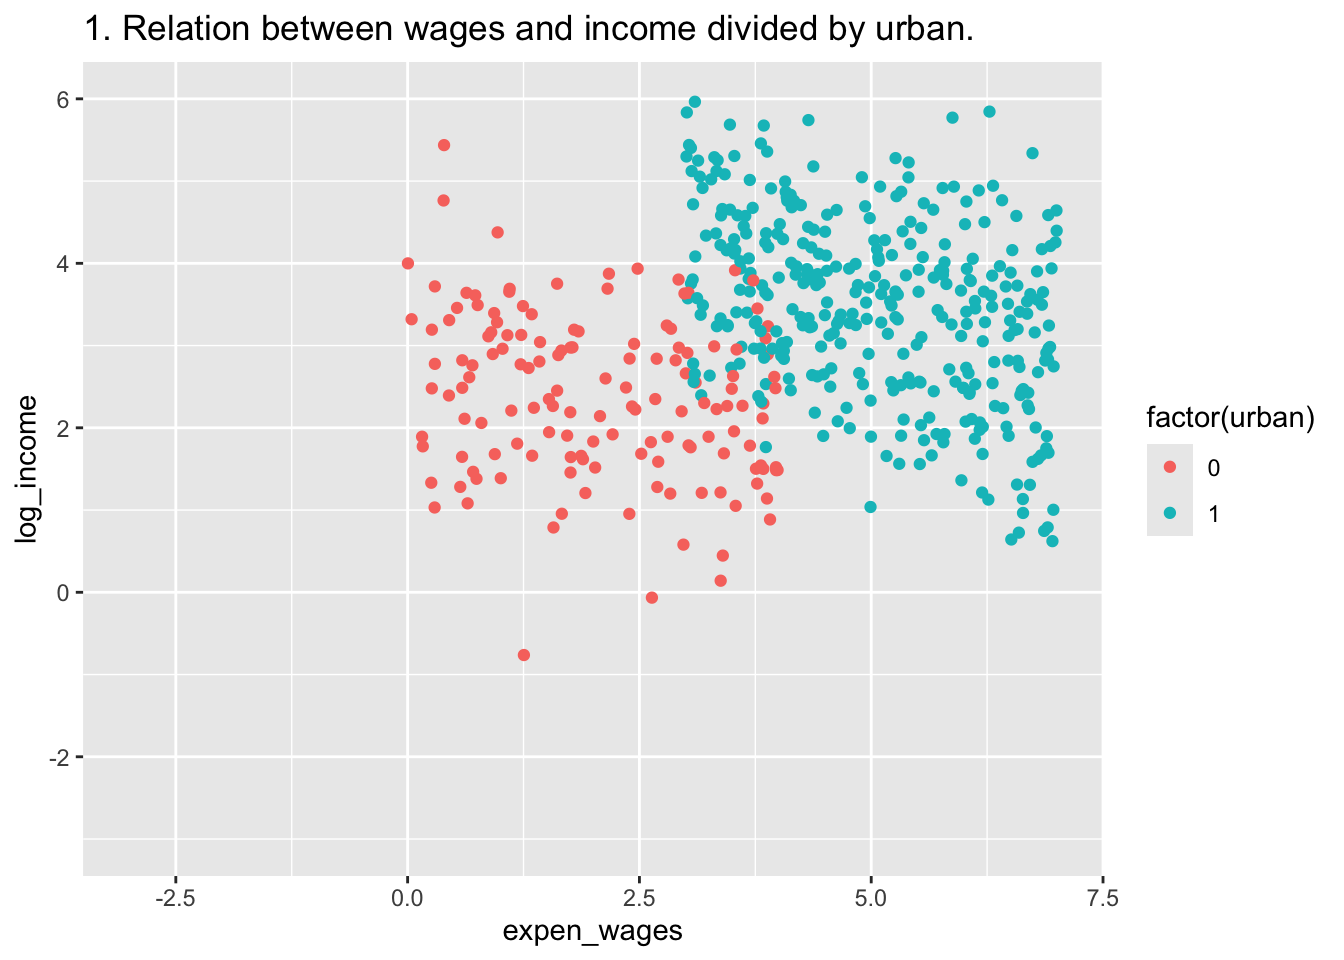 1. Relation between wages and income divided by urban.
6
4
2
0
-2
log_income
-2.5 0.0 2.5 5.0 7.5
expen_wages
factor(urban)
0
1